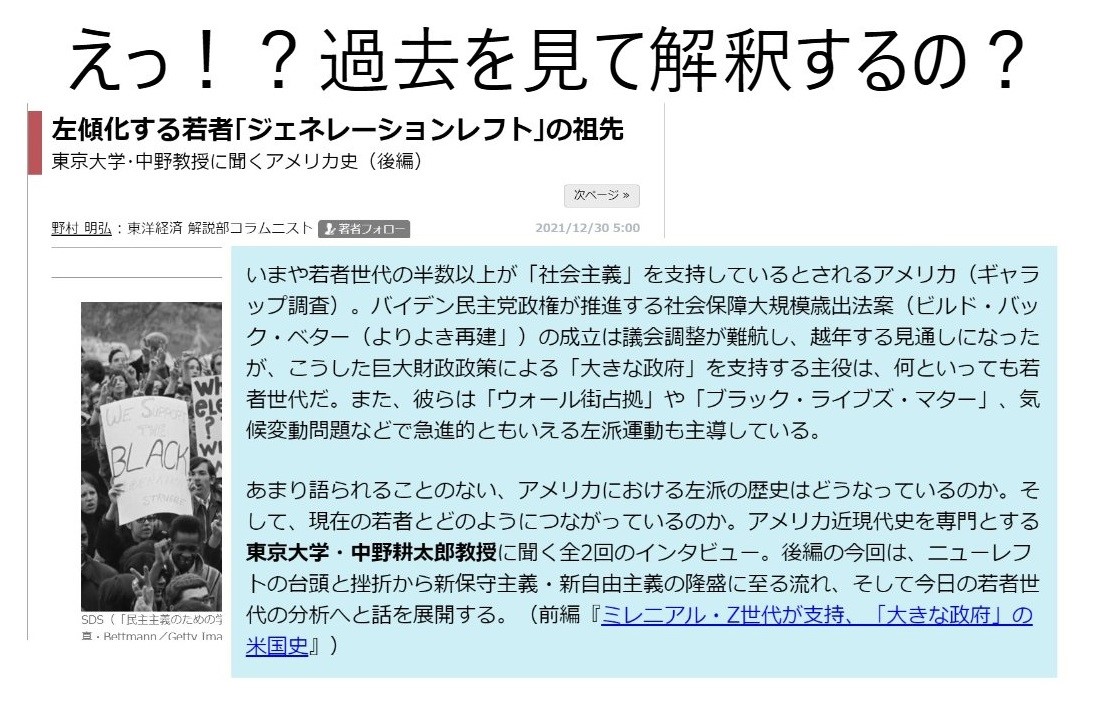 えっ！？過去を見て解釈するの？
左傾化する若者｢ジェネレーションレフト｣の祖先
東京大学･中野教授に聞くアメリカ史（後編）
次ページ »
野村 明弘 : 東洋経済 解説部コラムニスト 著者フォロー
2021/12/30 5:00
いまや若者世代の半数以上が「社会主義」を支持しているとされるアメリカ（ギャラ
ップ調査）。バイデン民主党政権が推進する社会保障大規模歳出法案（ビルド・バッ
ク・ベター（よりよき再建」）の成立は議会調整が難航し、越年する見通しになった
が、こうした巨大財政政策による「大きな政府」を支持する主役は、何といっても若
者世代だ。また、彼らは「ウォール街占拠」や「ブラック・ライブズ・マター」、気
候変動問題などで急進的ともいえる左派運動も主導している。
あまり語られることのない、アメリカにおける左派の歴史はどうなっているのか。そ
して、現在の若者とどのようにつながっているのか。アメリカ近現代史を専門とする
東京大学・中野耕太郎教授に聞く全2回のインタビュー。後編の今回は、ニューレフ
トの台頭と挫折から新保守主義・新自由主義の隆盛に至る流れ、そして今日の若者世
代の分析へと話を展開する。（前編『ミレニアル・Z世代が支持、「大きな政府」の
米国史』）
WE SUPPORT
THE
BLACK
STRIKE
SDS（「民主主義のための学
真・Bettmann／Getty Ima